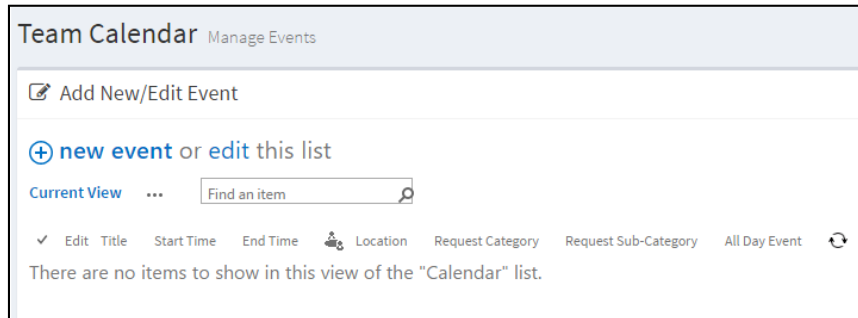 Team Calendar Manage Events
Add New/Edit Event
new event or edit this list
Current View ... Find an item
Edit Title Start Time End Time Location Request Category Request Sub-Category All Day Event
There are no items to show in this view of the "Calendar" list.